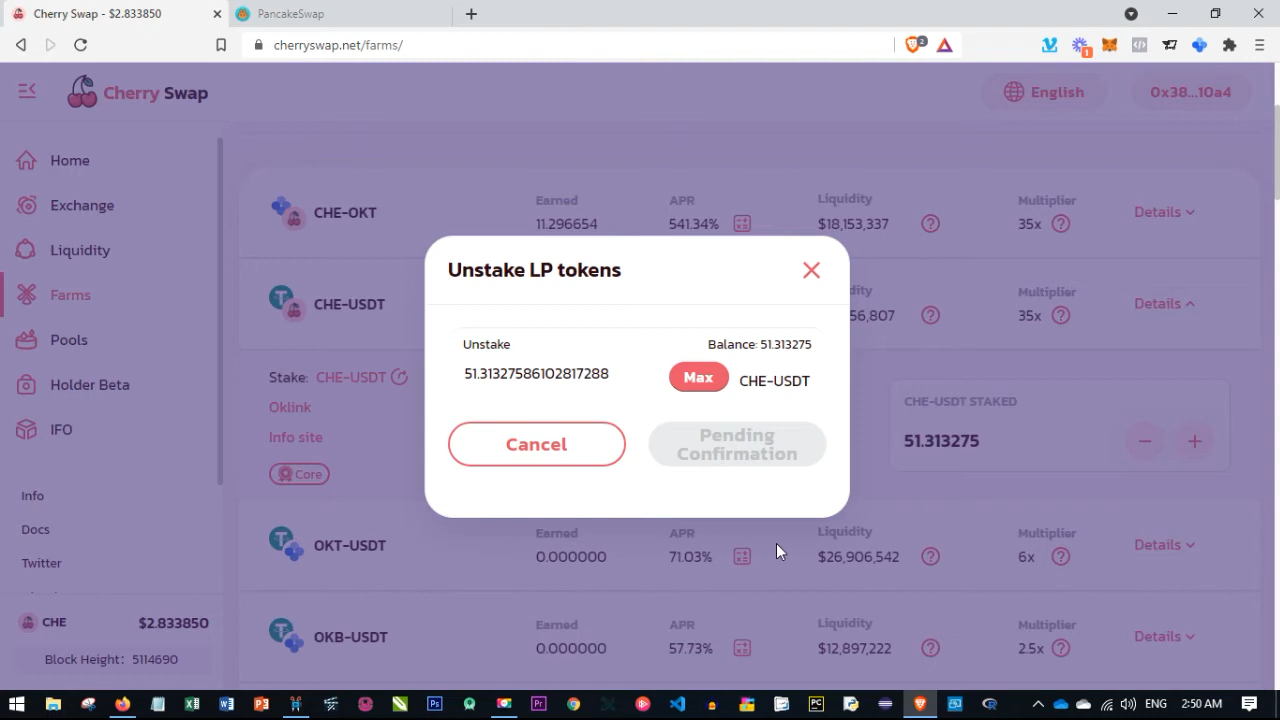 Cherry Swap - $2.833850
PancakeSwap
cherryswap.net/farms/
2
1
Cherry Swap
English
0x38...10a4
Home
Exchange
Liquidity
Farms
Pools
Holder Beta
IFO
Info
Docs
Twitter
CHE $2.833850
Block Height: 5114690
CHE-OKT
Earned
11.296654
APR
541.34%
Liquidity
$18,153,337
Multiplier
35x
Details
CHE-USDT
56,807
Multiplier
35x
Details
Stake: CHE-USDT
Oklink
Info site
Core
CHE-USDT STAKED
51.313275
Unstake LP tokens
Unstake
Balance: 51.313275
51.31327586102817288
Max
CHE-USDT
Cancel
Pending
Confirmation
OKT-USDT
Earned
0.000000
APR
71.03%
Liquidity
$26,906,542
Multiplier
6x
Details
OKB-USDT
Earned
0.000000
APR
57.73%
Liquidity
$12,897,222
Multiplier
2.5x
Details
ENG
2:50 AM